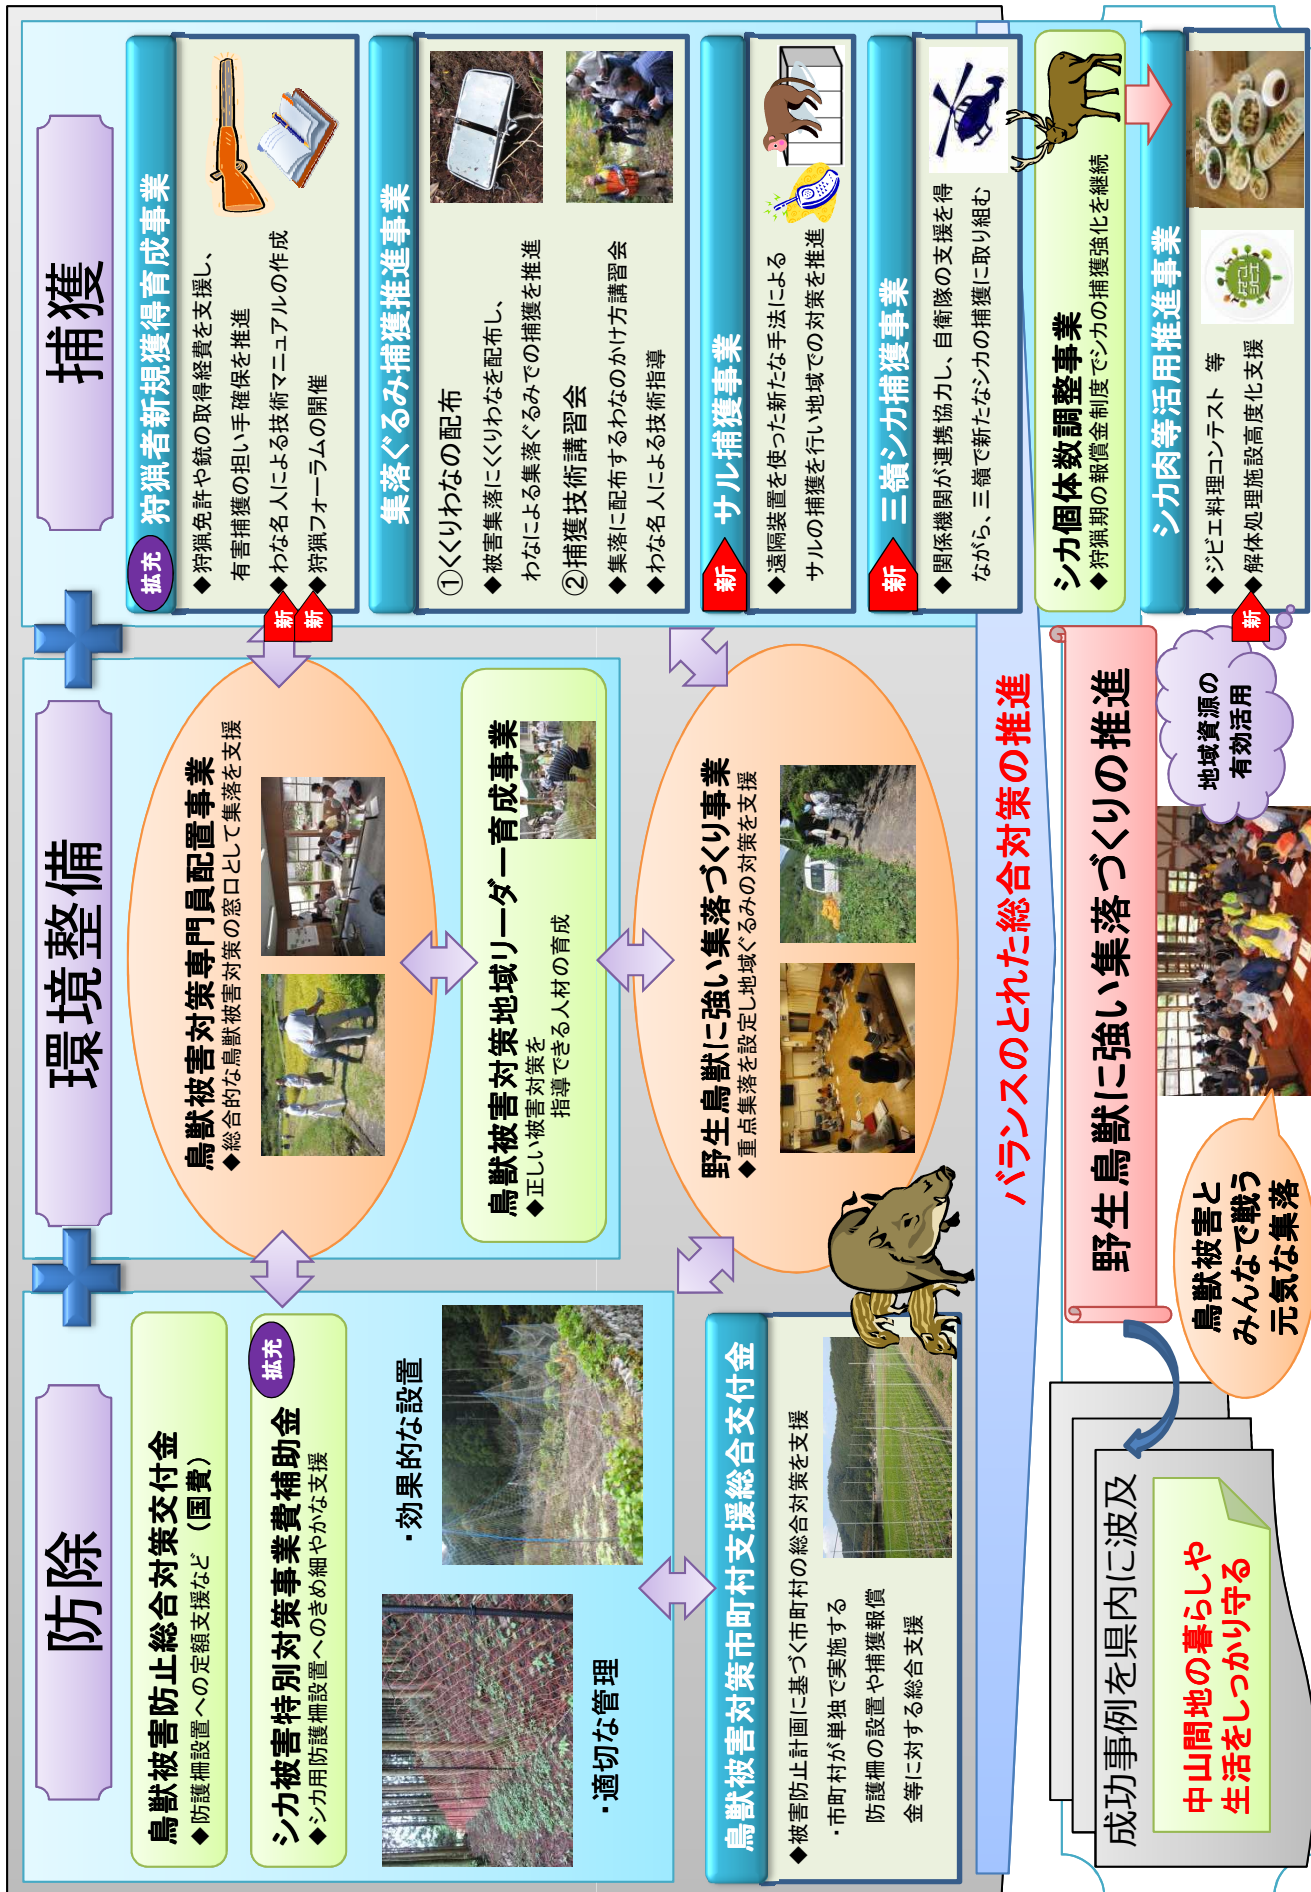 防除
鳥獣被害防止総合対策交付金
◆防護柵設置への定額支援など（国費）
拡充
シカ被害特別対策事業費補助金
◆シカ用防護柵設置へのきめ細やかな支援
・効果的な設置
・適切な管理
鳥獣被害対策市町村支援総合交付金
◆被害防止計画に基づく市町村の総合対策を支援
・市町村が単独で実施する
防護柵の設置や捕獲報償
金等に対する総合支援
環境整備
鳥獣被害対策専門員配置事業
◆総合的な鳥獣被害対策の窓口として集落を支援
鳥獣被害対策地域リーダー育成事業
◆正しい被害対策を
指導できる人材の育成
野生鳥獣に強い集落づくり事業
◆重点集落を設定し地域ぐるみの対策を支援
捕獲
拡充
狩猟者新規獲得育成事業
◆狩猟免許や銃の取得経費を支援し、
有害捕獲の担い手確保を推進
新
◆わな名人による技術マニュアルの作成
新
◆狩猟フォーラムの開催
集落ぐるみ捕獲推進事業
①くくりわなの配布
◆被害集落にくくりわなを配布し、
わなによる集落ぐるみでの捕獲を推進
②捕獲技術講習会
◆集落に配布するわなのかけ方講習会
◆わな名人による技術指導
新
サル捕獲事業
◆遠隔装置を使った新たな手法による
サルの捕獲を行い地域での対策を推進
新
三嶺シカ捕獲事業
◆関係機関が連携協力し、自衛隊の支援を得
ながら、三嶺で新たなシカの捕獲に取り組む
シカ個体数調整事業
◆狩猟期の報償金制度でシカの捕獲強化を継続
シカ肉等活用推進事業
◆ジビエ料理コンテスト 等
新
◆解体処理施設高度化支援
バランスのとれた総合対策の推進
野生鳥獣に強い集落づくりの推進
地域資源の
有効活用
鳥獣被害と
みんなで戦う
元気な集落
成功事例を県内に波及
中山間地の暮らしや
生活をしっかり守る